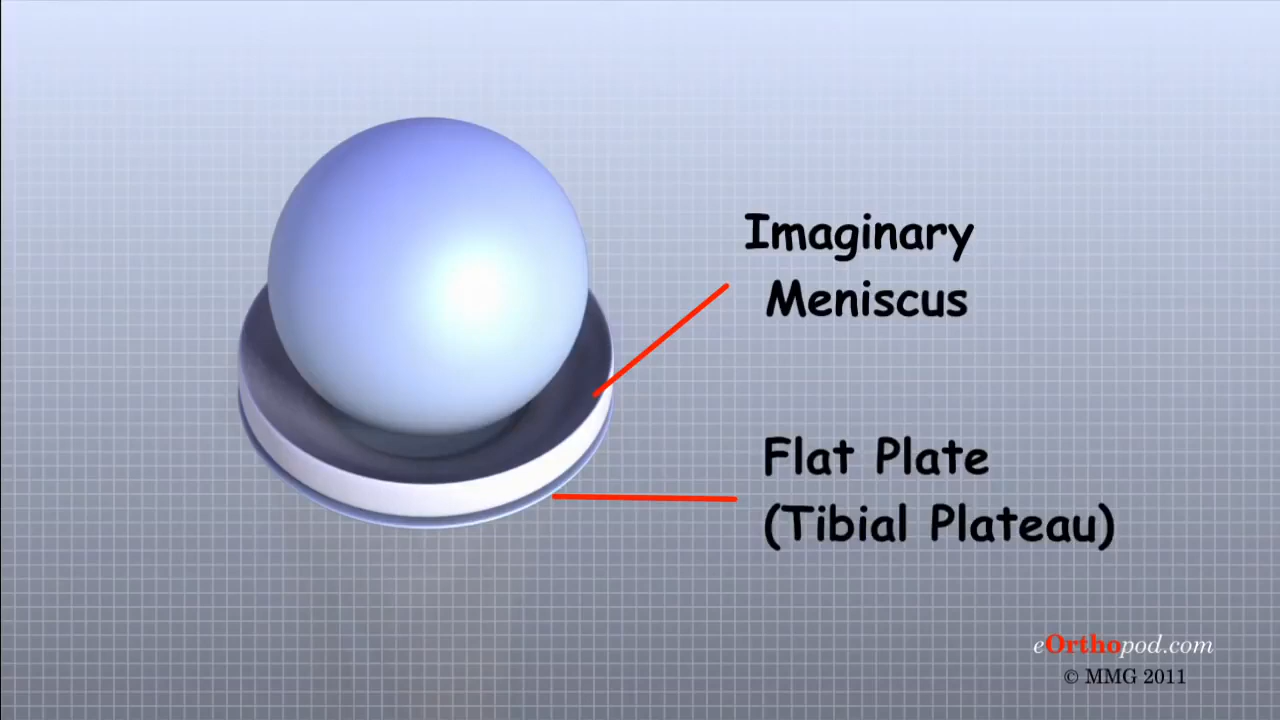 Imaginary
Meniscus
Flat Plate
(Tibial Plateau)
eOrthopod.com
© MMG 2011